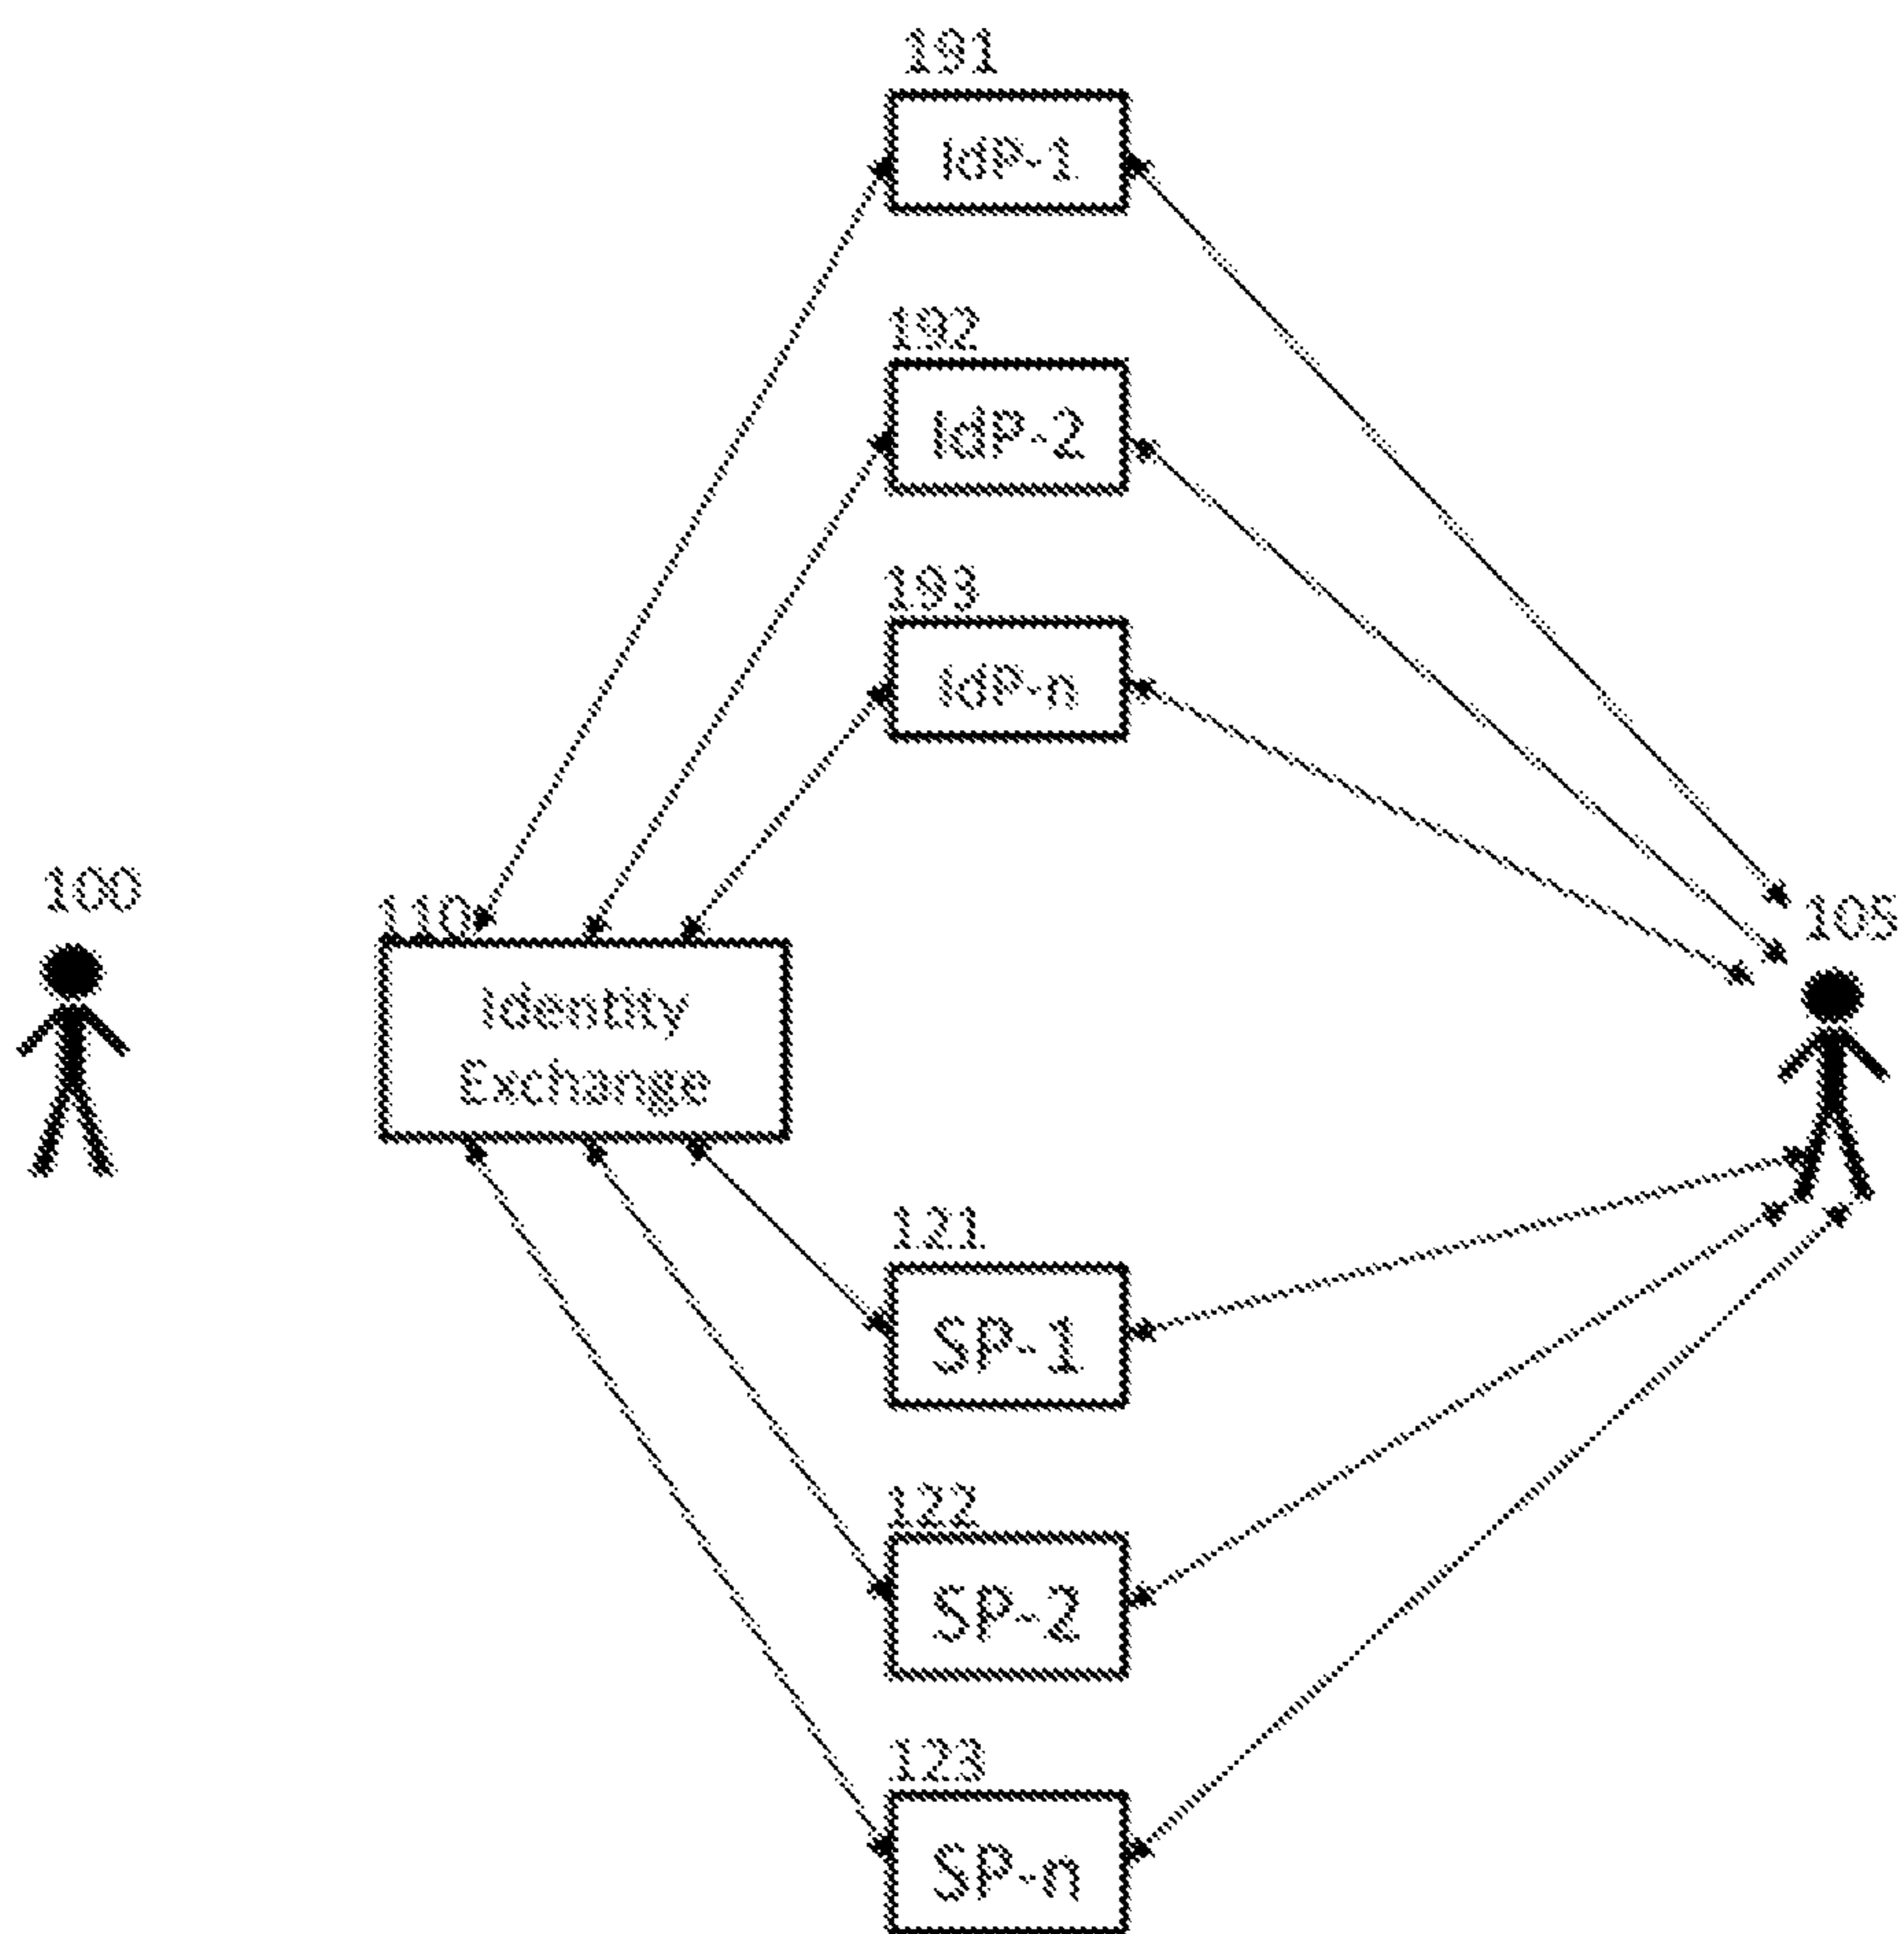 191
IdP-1
192
IdP-2
193
IdP-n
100
110
105
Identity
Exchange
121
SP-1
122
SP-2
123
SP-n